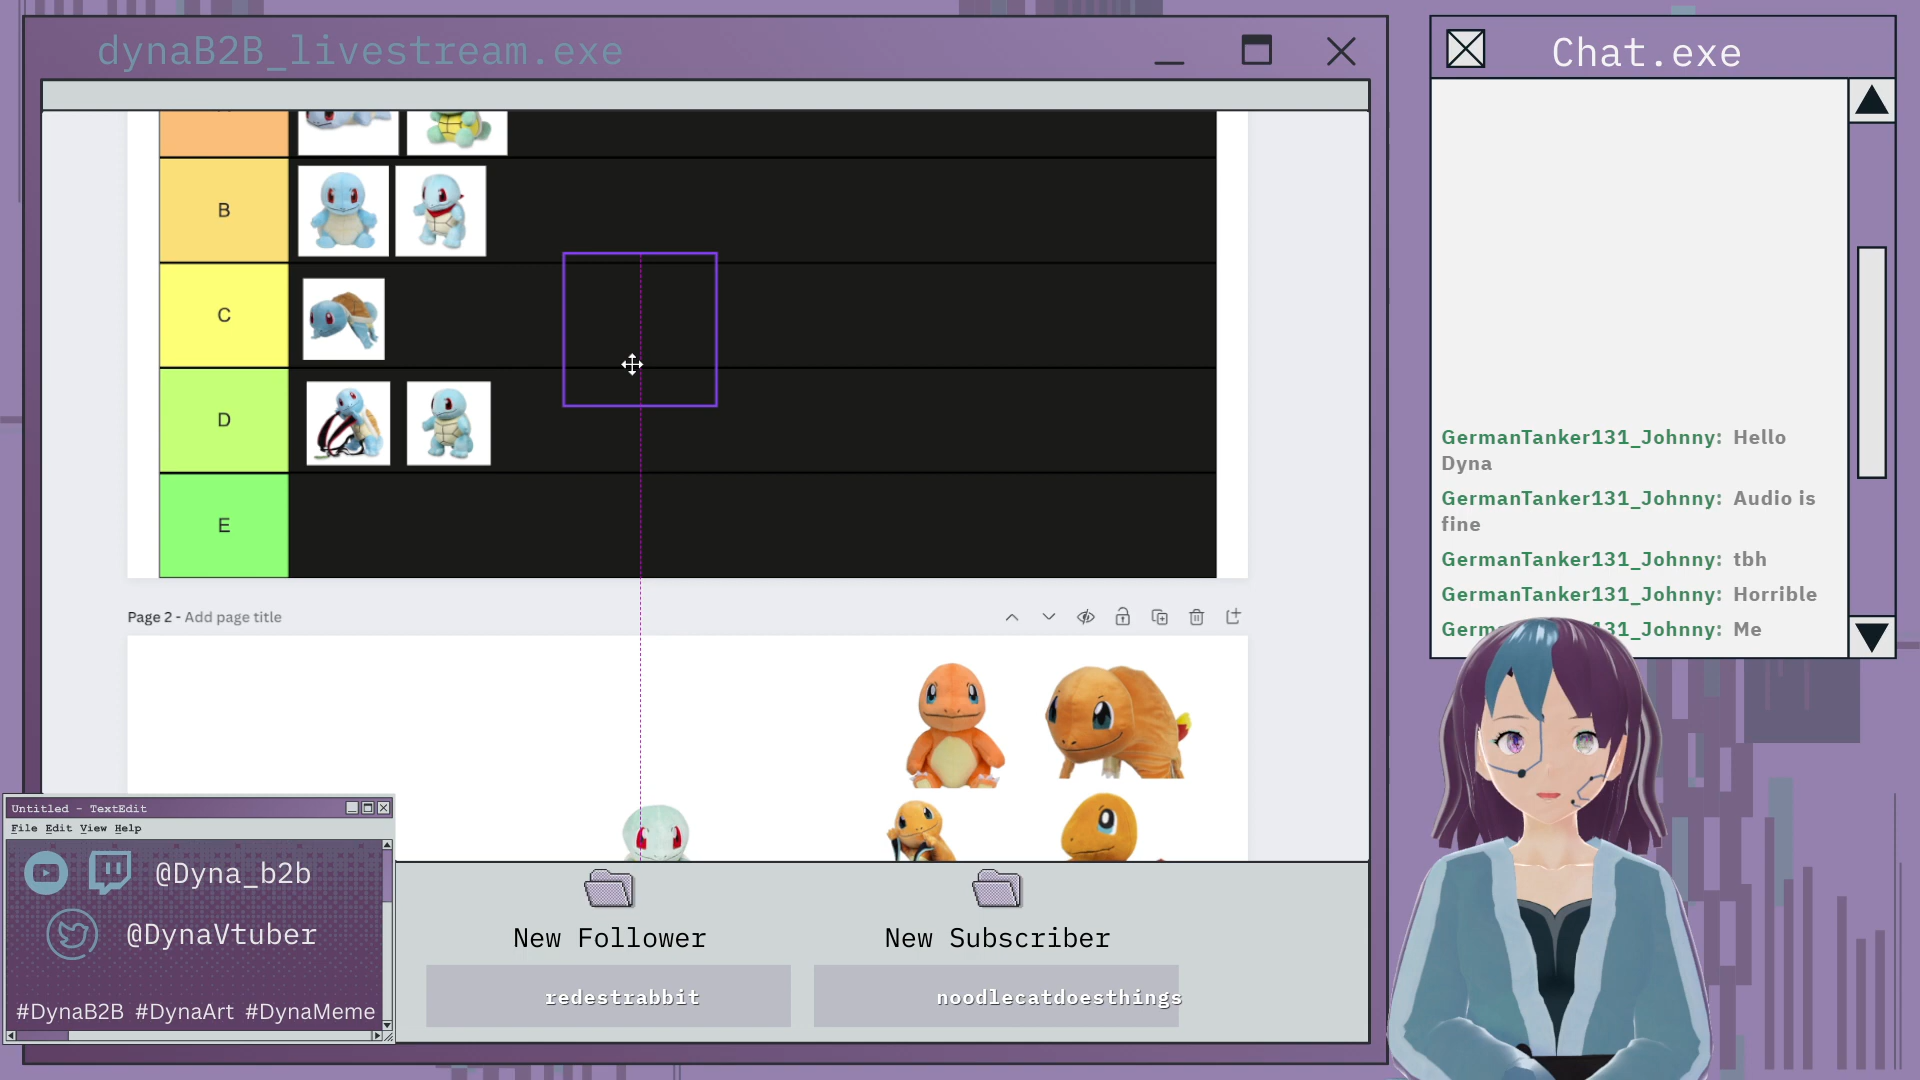 dynaB2B_livestream.exe
Chat.exe
B
C
D
E
Page 2 - Add page title
GermanTanker131_Johnny: Hello
Dyna
GermanTanker131_Johnny: Audio is
fine
GermanTanker131_Johnny: tbh
GermanTanker131_Johnny: Horrible
Germ 31_Johnny: Me
Untitled - TextEdit
File Edit View Help
@Dyna_b2b
@DynaVtuber
#DynaB2B #DynaArt #DynaMeme
New Follower
redestrabbit
New Subscriber
noodlecatdoesthings